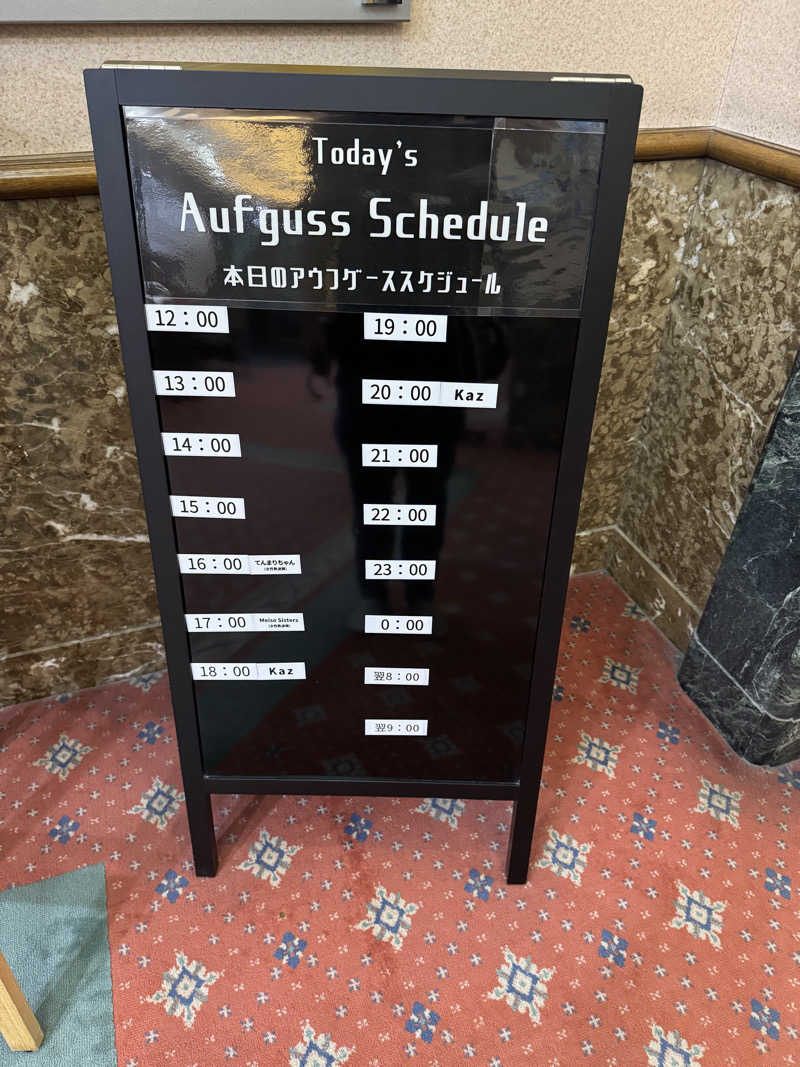 Today's
Aufguss Schedule
本日のアウフグーススケジュール
12：00
13：00
14：00
15：00
16：00 てんまりちゃん
17：00 Meiso Sisters
18：00 Kaz
19：00
20：00 Kaz
21：00
22：00
23：00
0：00
翌8：00
翌9：00